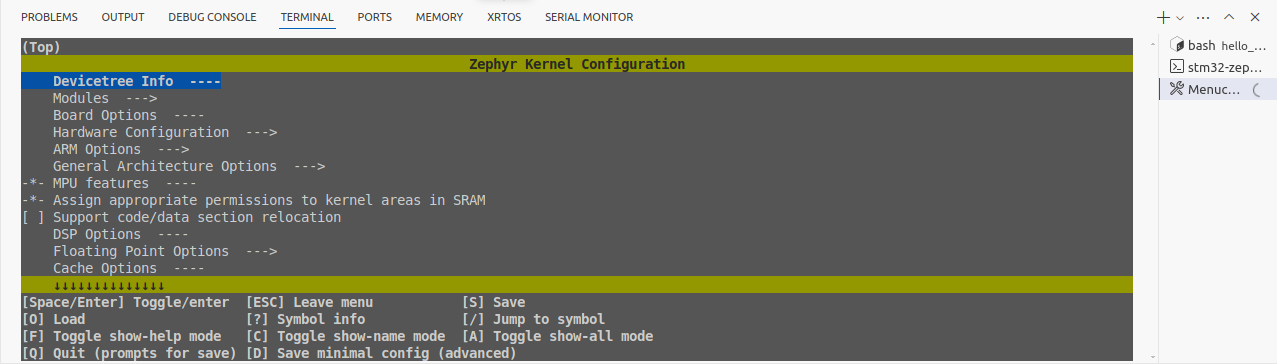 PROBLEMS OUTPUT DEBUG CONSOLE TERMINAL PORTS MEMORY XRTOS SERIAL MONITOR
(Top)
Zephyr Kernel Configuration
Devicetree Info  ----
Modules  --->
Board Options  ----
Hardware Configuration  --->
ARM Options  --->
General Architecture Options  --->
-*- MPU features  ----
-*- Assign appropriate permissions to kernel areas in SRAM
[ ] Support code/data section relocation
DSP Options  ----
Floating Point Options  --->
Cache Options  ----
↓↓↓↓↓↓↓↓↓↓↓↓↓↓
[Space/Enter] Toggle/enter  [ESC] Leave menu  [S] Save
[O] Load  [?] Symbol info  [/] Jump to symbol
[F] Toggle show-help mode  [C] Toggle show-name mode  [A] Toggle show-all mode
[Q] Quit (prompts for save)  [D] Save minimal config (advanced)
bash hello_...
stm32-zep...
Menuc...